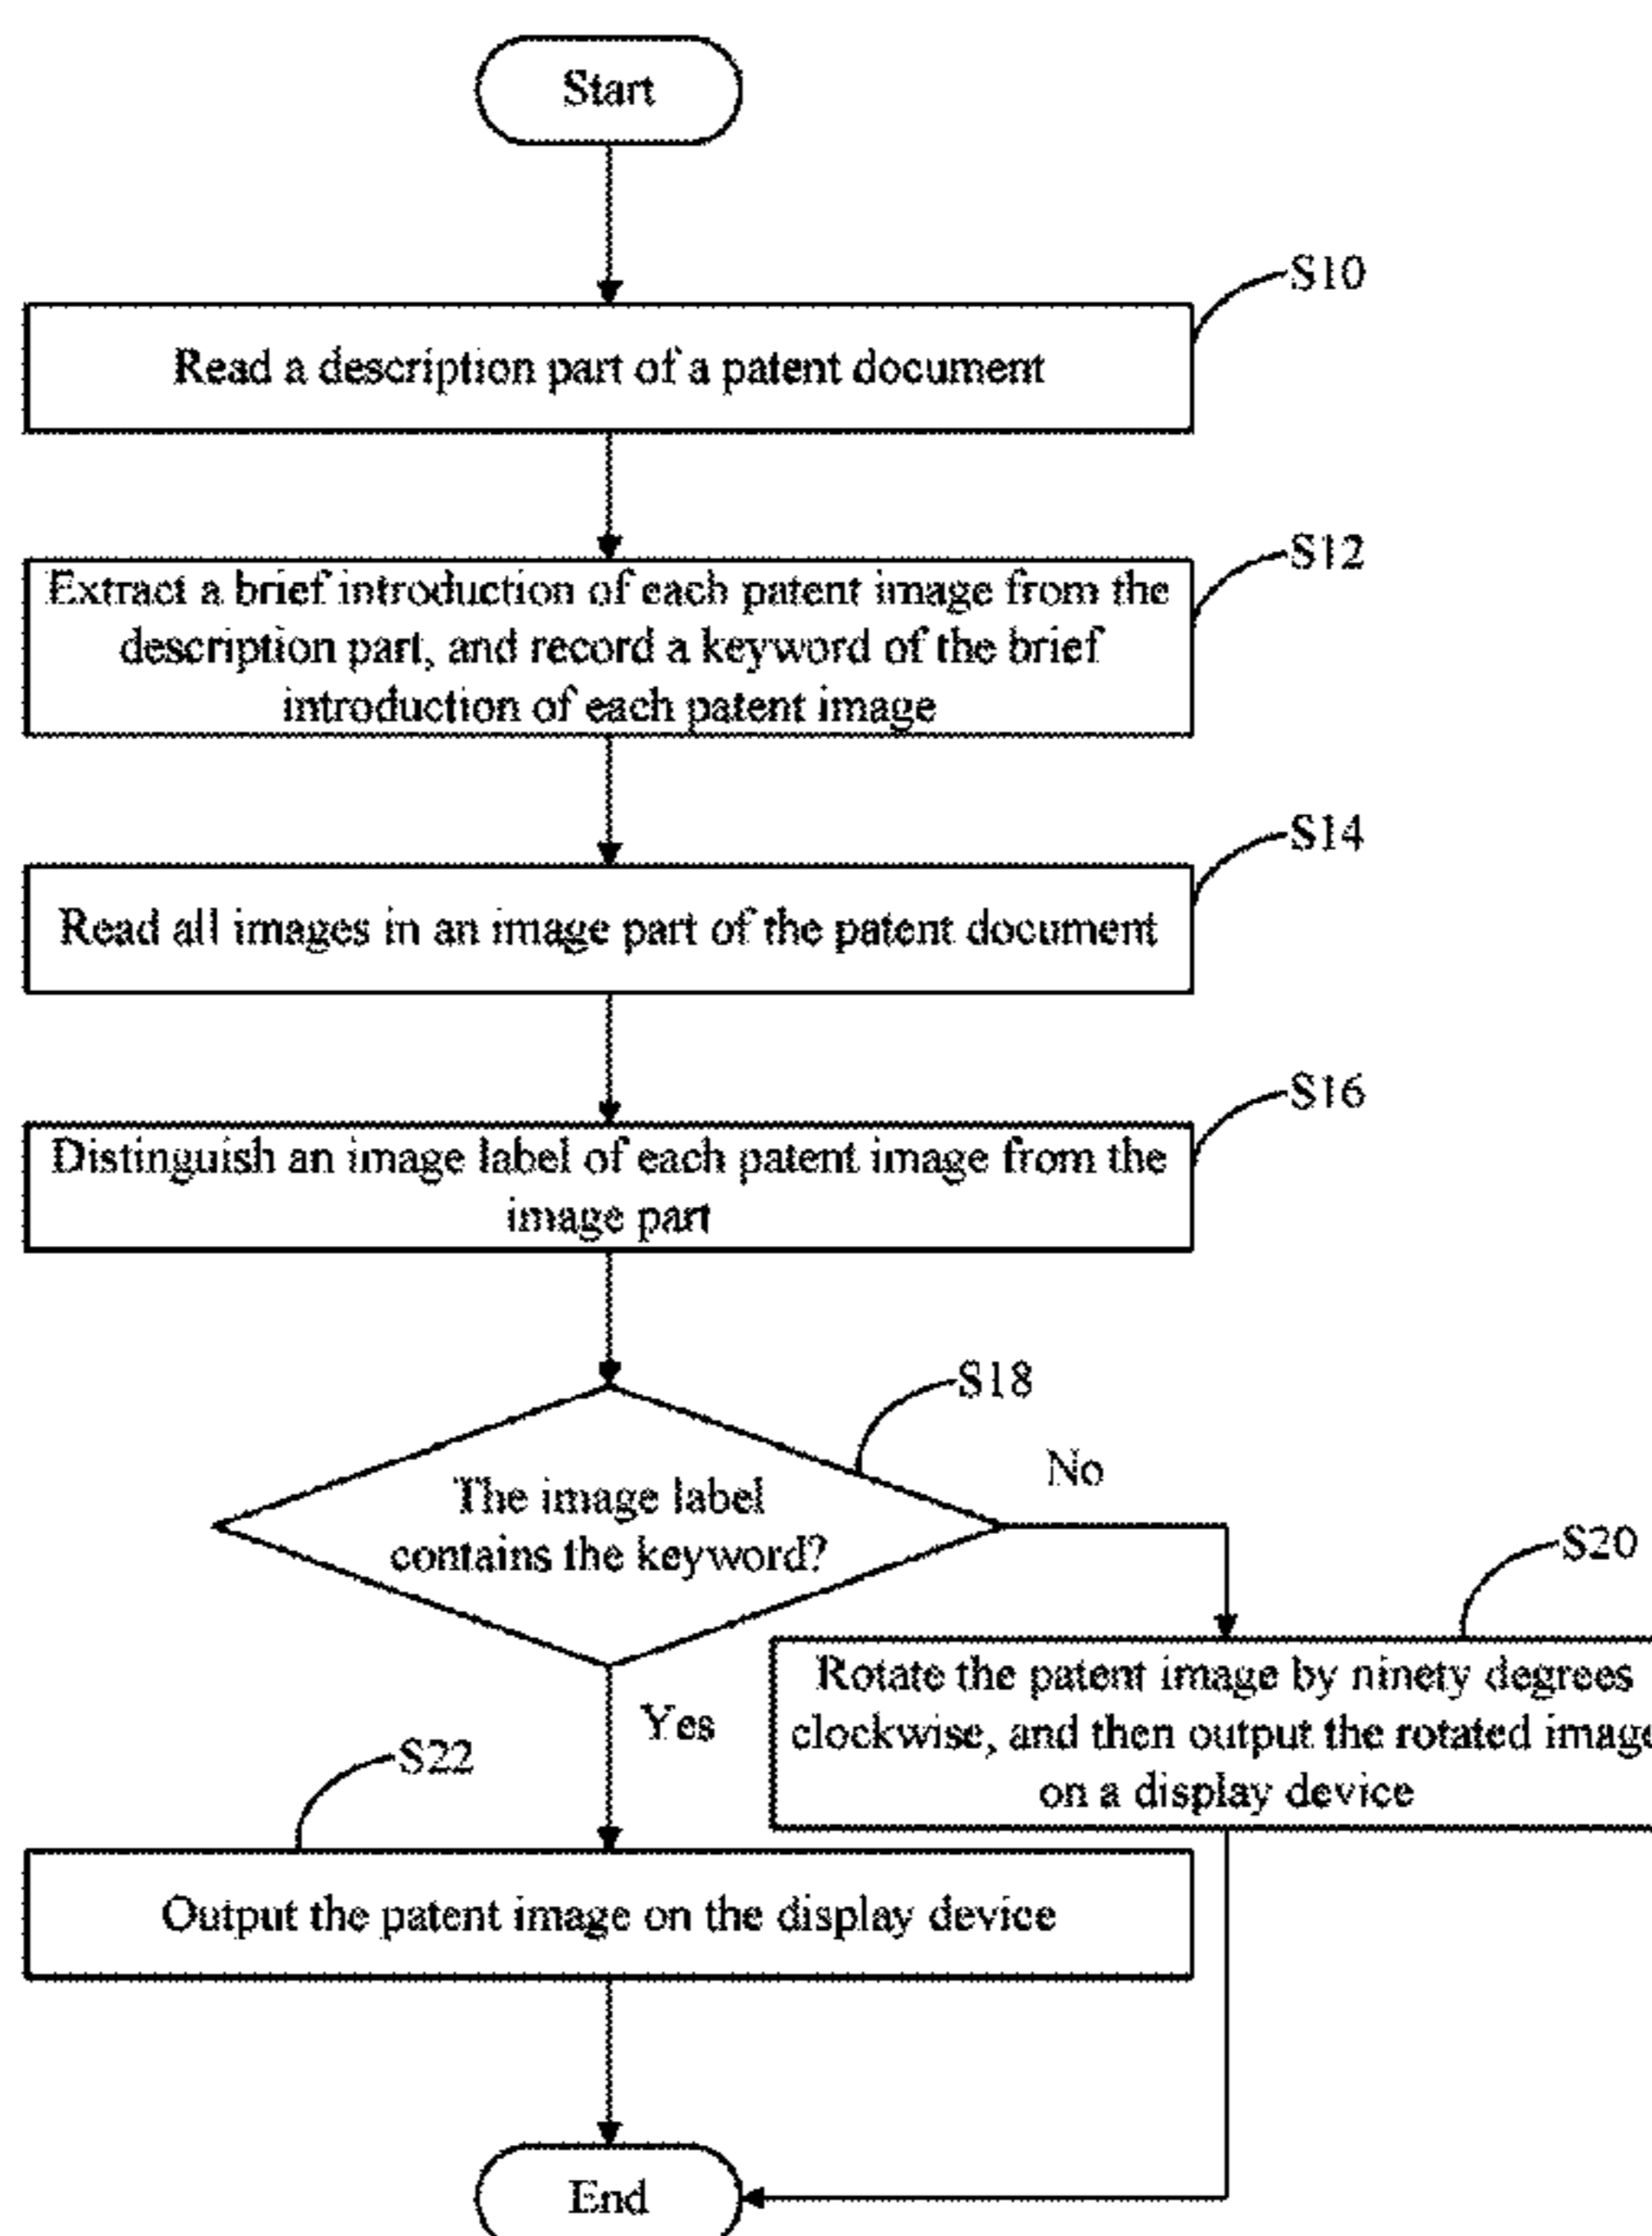 Start
S10
Read a description part of a patent document
S12
Extract a brief introduction of each patent image from the
description part, and record a keyword of the brief
introduction of each patent image
S14
Read all images in an image part of the patent document
S16
Distinguish an image label of each patent image from the
image part
S18
The image label
contains the keyword?
No
S20
Rotate the patent image by ninety degrees
clockwise, and then output the rotated image
on a display device
Yes
S22
Output the patent image on the display device
End